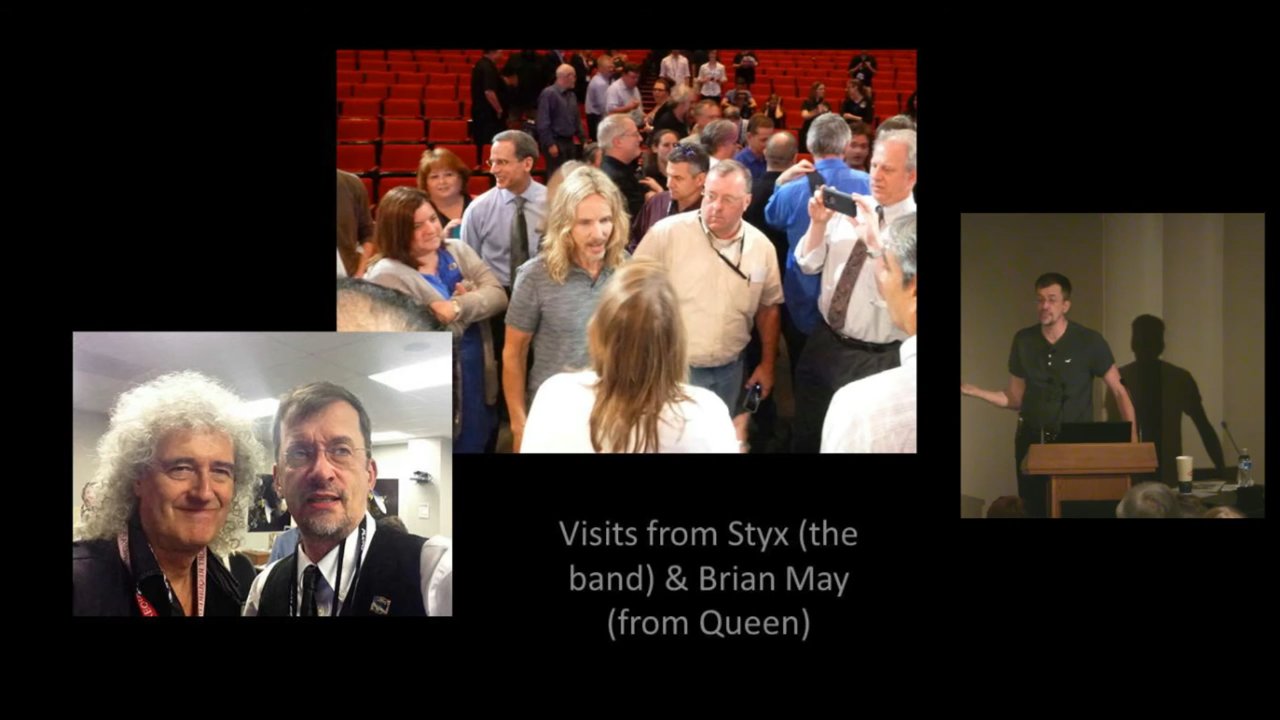 Visits from Styx (the
band) & Brian May
(from Queen)